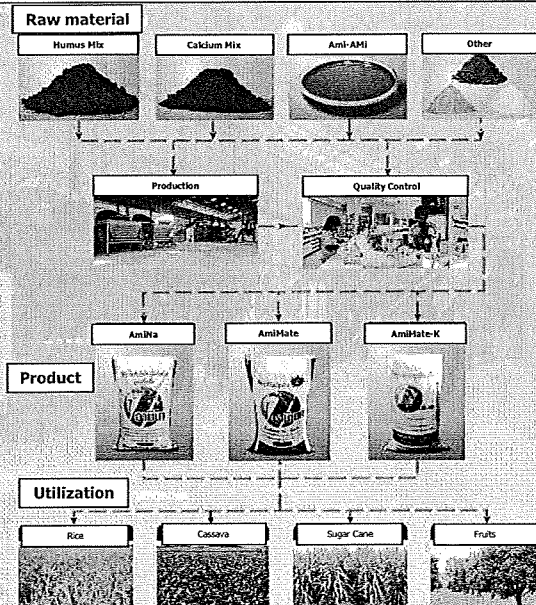 Raw material
Humus Mix
Calcium Mix
Ami-AMi
Other
Production
Quality Control
AmiNa
AmiMate
AmiMate-K
Product
Utilization
Rice
Cassava
Sugar Cane
Fruits